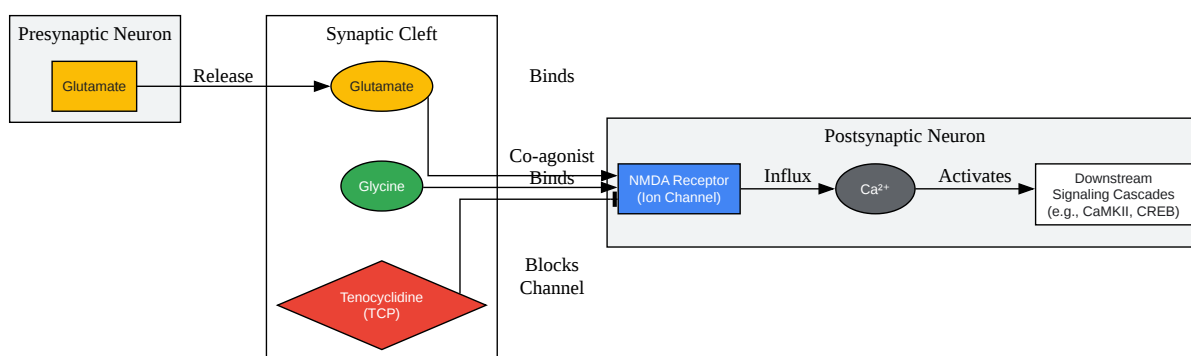 Presynaptic Neuron
Glutamate
Release
Synaptic Cleft
Glutamate
Glycine
Tenocyclidine
(TCP)
Binds
Co-agonist
Binds
Blocks
Channel
Postsynaptic Neuron
NMDA Receptor
(Ion Channel)
Influx
Ca²⁺
Activates
Downstream
Signaling Cascades
(e.g., CaMKII, CREB)